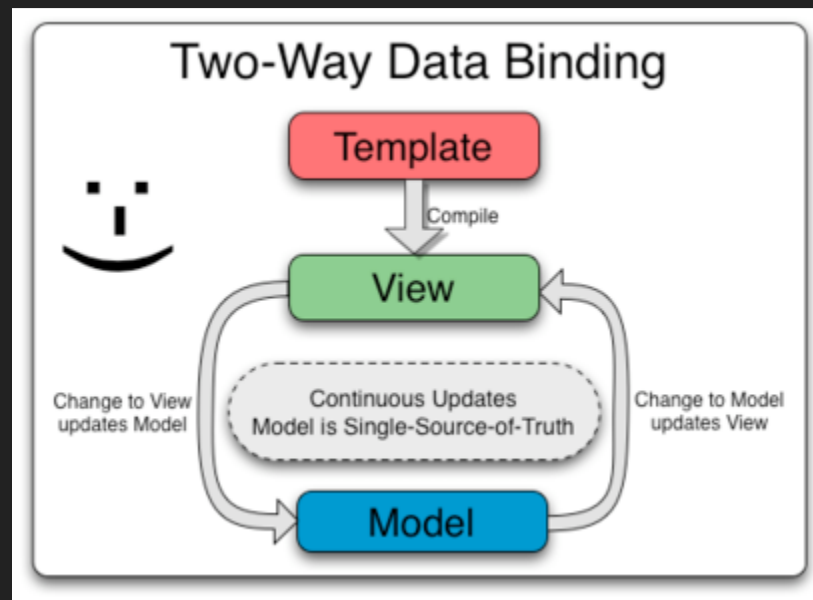 Two-Way Data Binding
Template
Compile
View
Change to View
updates Model
Continuous Updates
Model is Single-Source-of-Truth
Change to Model
updates View
Model